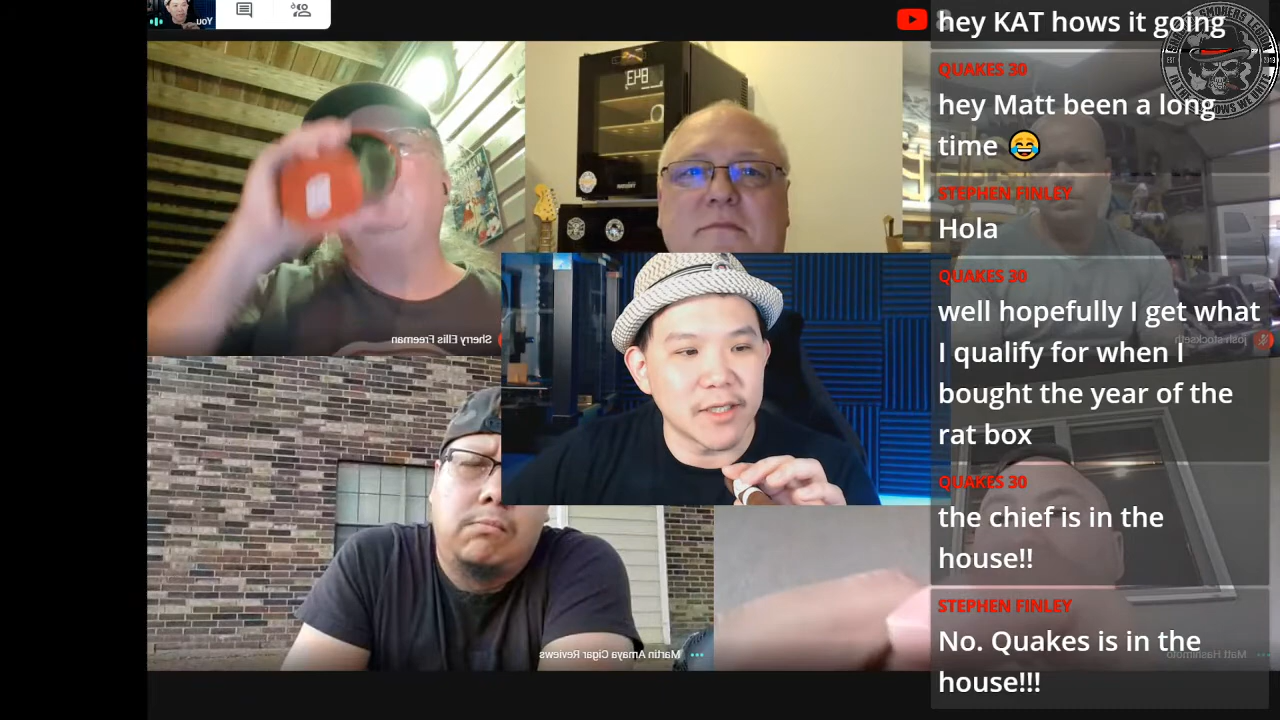 You
hey KAT hows it going
QUAKES 30
hey Matt been a long
time 😂
STEPHEN FINLEY
Hola
QUAKES 30
well hopefully I get what
I qualify for when I
bought the year of the
rat box
QUAKES 30
the chief is in the
house!!
STEPHEN FINLEY
No. Quakes is in the
house!!!
Sherry Ellis Freeman
Martin Amaya Cigar Reviews
Matt Hashimoto